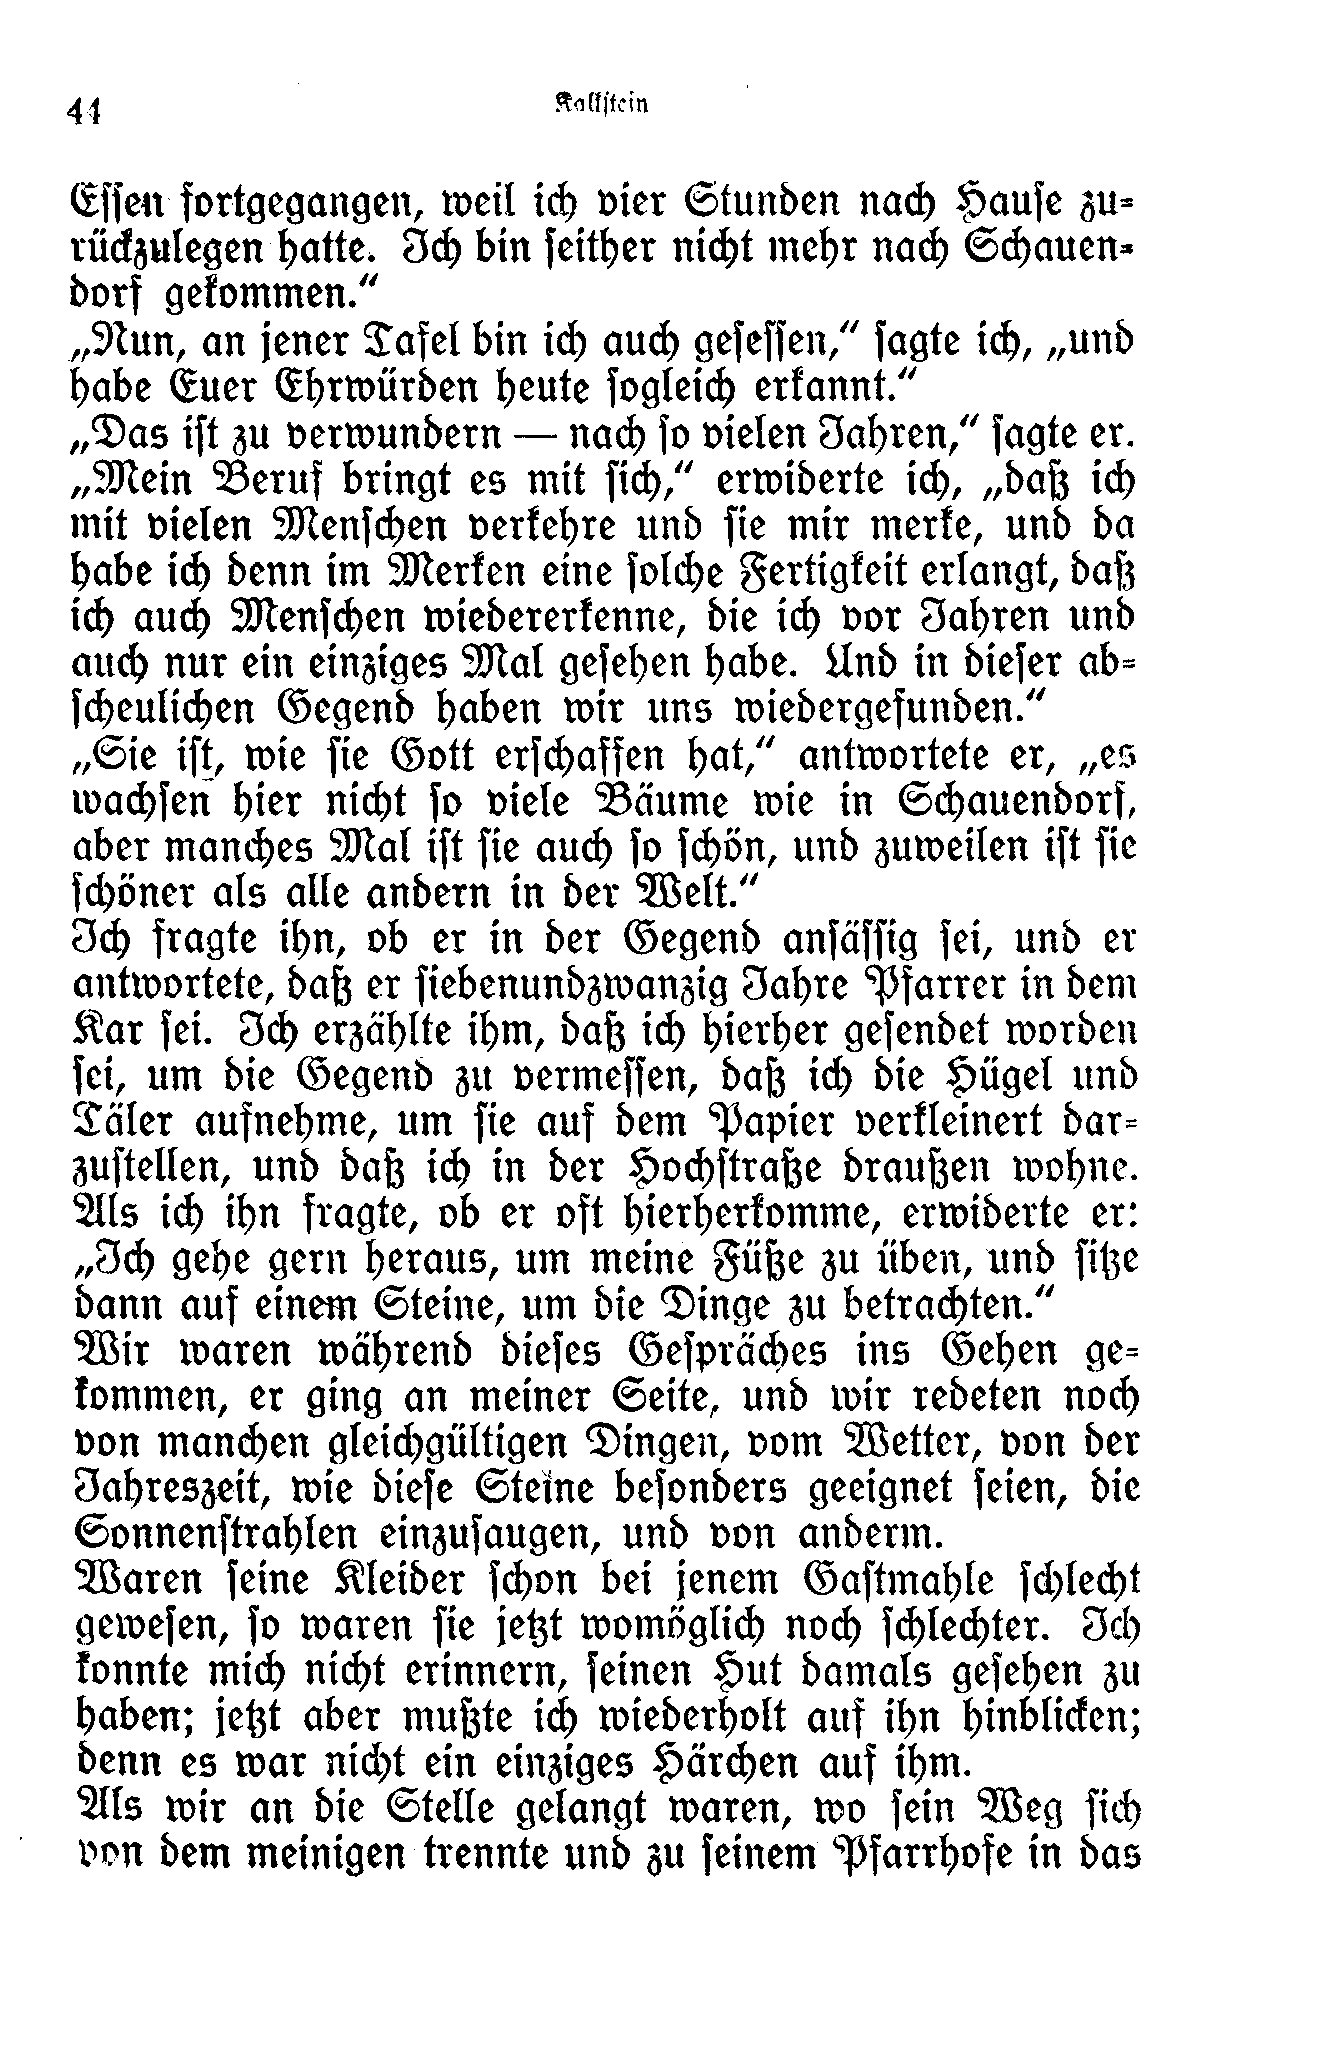 44
Kalkstein
Essen fortgegangen, weil ich vier Stunden nach Hause zu-
rückzulegen hatte. Ich bin seither nicht mehr nach Schauen-
dorf gekommen.“
„Nun, an jener Tafel bin ich auch gesessen,“ sagte ich, „und
habe Euer Ehrwürden heute sogleich erkannt.“
„Das ist zu verwundern — nach so vielen Jahren,“ sagte er.
„Mein Beruf bringt es mit sich,“ erwiderte ich, „daß ich
mit vielen Menschen verkehre und sie mir merke, und da
habe ich denn im Merken eine solche Fertigkeit erlangt, daß
ich auch Menschen wiedererkenne, die ich vor Jahren und
auch nur ein einziges Mal gesehen habe. Und in dieser ab-
scheulichen Gegend haben wir uns wiedergefunden.“
„Sie ist, wie sie Gott erschaffen hat,“ antwortete er, „es
wachsen hier nicht so viele Bäume wie in Schauendorf,
aber manches Mal ist sie auch so schön, und zuweilen ist sie
schöner als alle andern in der Welt.“
Ich fragte ihn, ob er in der Gegend ansässig sei, und er
antwortete, daß er siebenundzwanzig Jahre Pfarrer in dem
Kar sei. Ich erzählte ihm, daß ich hierher gesendet worden
sei, um die Gegend zu vermessen, daß ich die Hügel und
Täler aufnehme, um sie auf dem Papier verkleinert dar-
zustellen, und daß ich in der Hochstraße draußen wohne.
Als ich ihn fragte, ob er oft hierherkomme, erwiderte er:
„Ich gehe gern heraus, um meine Füße zu üben, und sitze
dann auf einem Steine, um die Dinge zu betrachten.“
Wir waren während dieses Gespräches ins Gehen ge-
kommen, er ging an meiner Seite, und wir redeten noch
von manchen gleichgültigen Dingen, vom Wetter, von der
Jahreszeit, wie diese Steine besonders geeignet seien, die
Sonnenstrahlen einzusaugen, und von anderm.
Waren seine Kleider schon bei jenem Gastmahle schlecht
gewesen, so waren sie jetzt womöglich noch schlechter. Ich
konnte mich nicht erinnern, seinen Hut damals gesehen zu
haben; jetzt aber mußte ich wiederholt auf ihn hinblicken;
denn es war nicht ein einziges Härchen auf ihm.
Als wir an die Stelle gelangt waren, wo sein Weg sich
von dem meinigen trennte und zu seinem Pfarrhofe in das